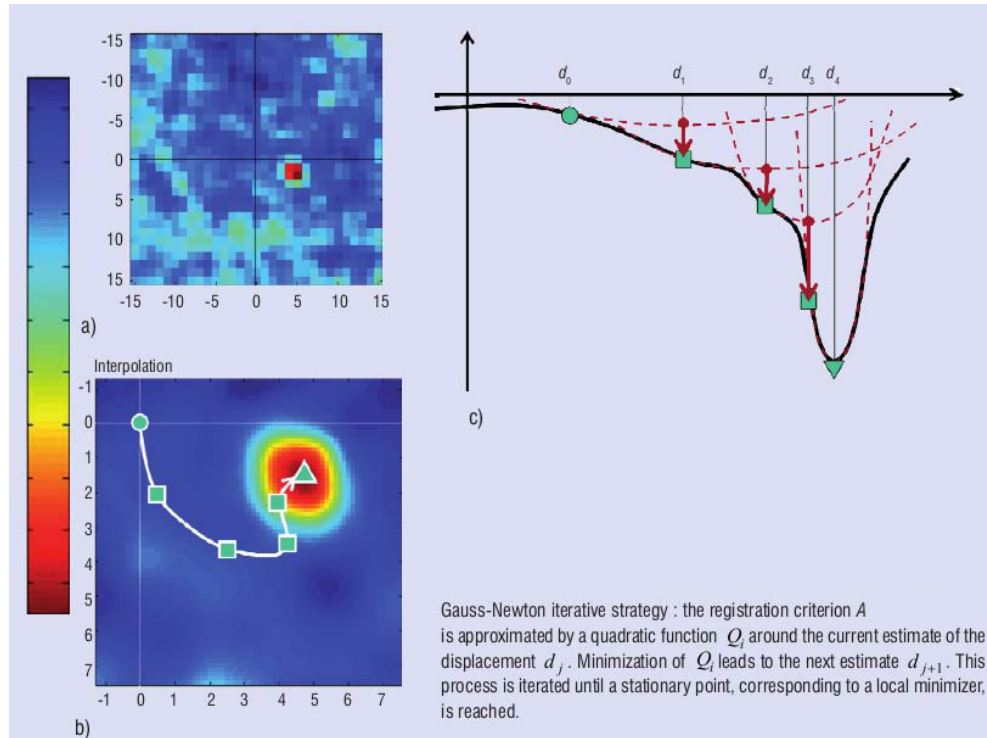 -15
-10
-5
0
5
10
15
-15 -10 -5 0 5 10 15
a)
Interpolation
-1
0
1
2
3
4
5
6
7
-1 0 1 2 3 4 5 6 7
b)
d₀ d₁ d₂ d₃ d₄
c)
Gauss-Newton iterative strategy : the registration criterion A
is approximated by a quadratic function Qᵢ around the current estimate of the
displacement dⱼ. Minimization of Qᵢ leads to the next estimate dⱼ₊₁. This
process is iterated until a stationary point, corresponding to a local minimizer,
is reached.